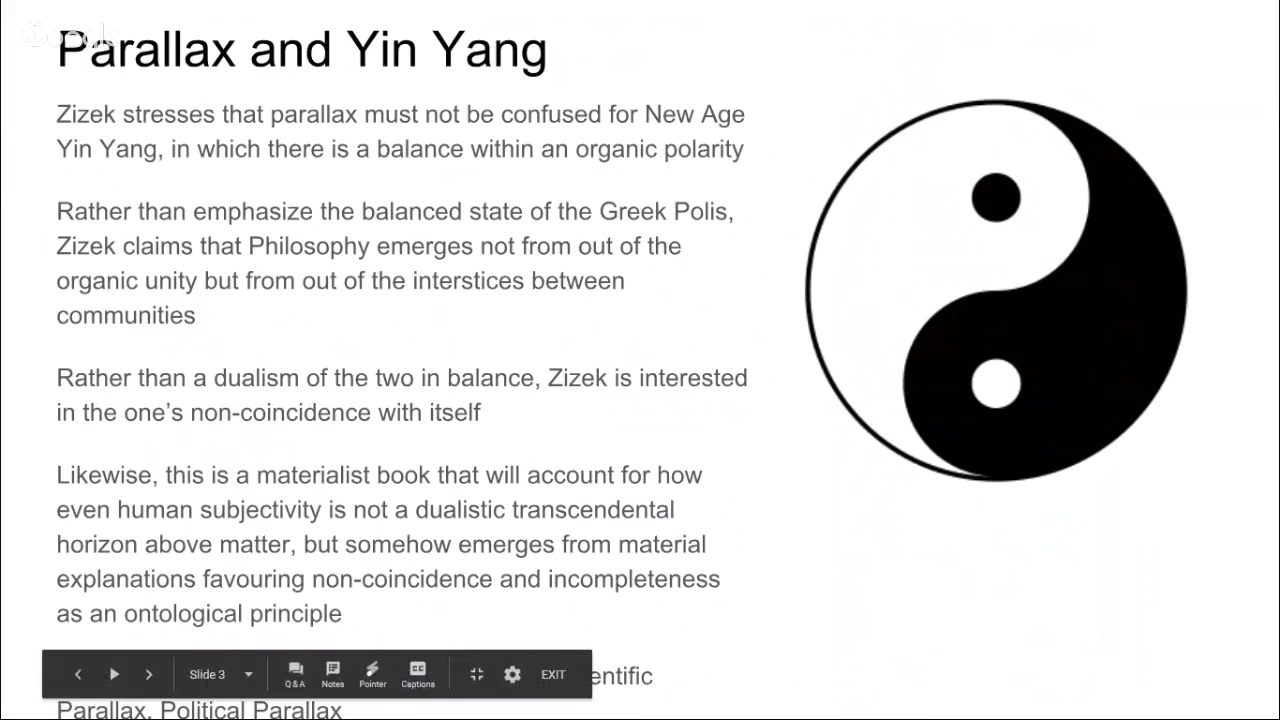 Parallax and Yin Yang
Zizek stresses that parallax must not be confused for New Age
Yin Yang, in which there is a balance within an organic polarity
Rather than emphasize the balanced state of the Greek Polis,
Zizek claims that Philosophy emerges not from out of the
organic unity but from out of the interstices between
communities
Rather than a dualism of the two in balance, Zizek is interested
in the one’s non-coincidence with itself
Likewise, this is a materialist book that will account for how
even human subjectivity is not a dualistic transcendental
horizon above matter, but somehow emerges from material
explanations favouring non-coincidence and incompleteness
as an ontological principle
entific
Slide 3
Q & A Notes Pointer Captions EXIT
Parallax, Political Parallax